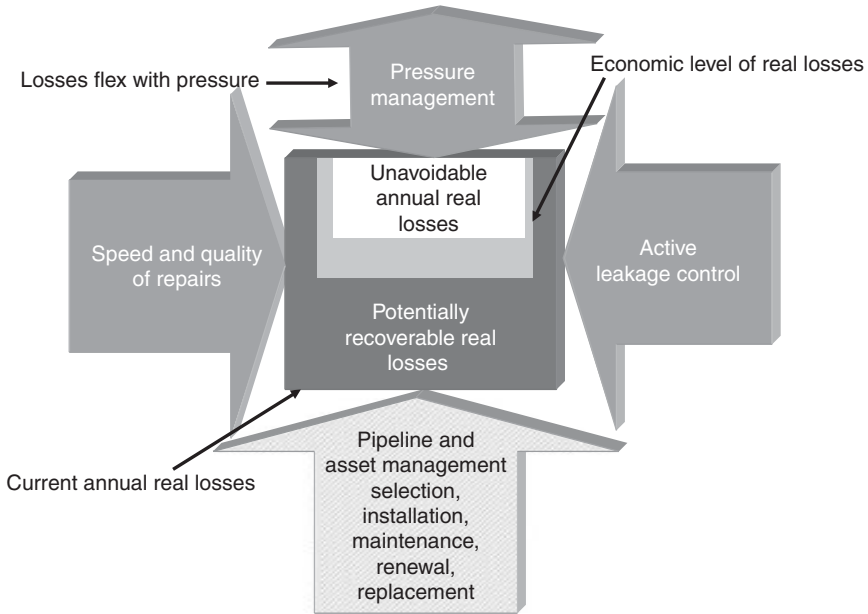 Losses flex with pressure
Pressure
management
Economic level of real losses
Unavoidable
annual real
losses
Speed and quality
of repairs
Active
leakage control
Potentially
recoverable real
losses
Current annual real losses
Pipeline and
asset management
selection,
installation,
maintenance,
renewal,
replacement